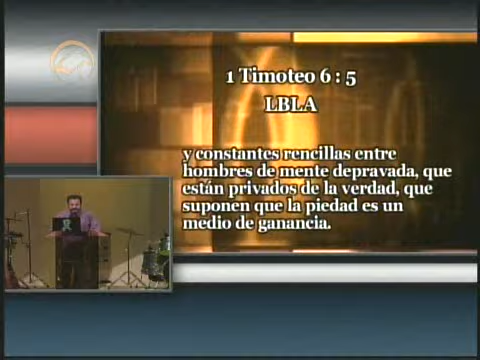 1 Timoteo 6 : 5
LBLA
y constantes rencillas entre
hombres de mente depravada, que
están privados de la verdad, que
suponen que la piedad es un
medio de ganancia.